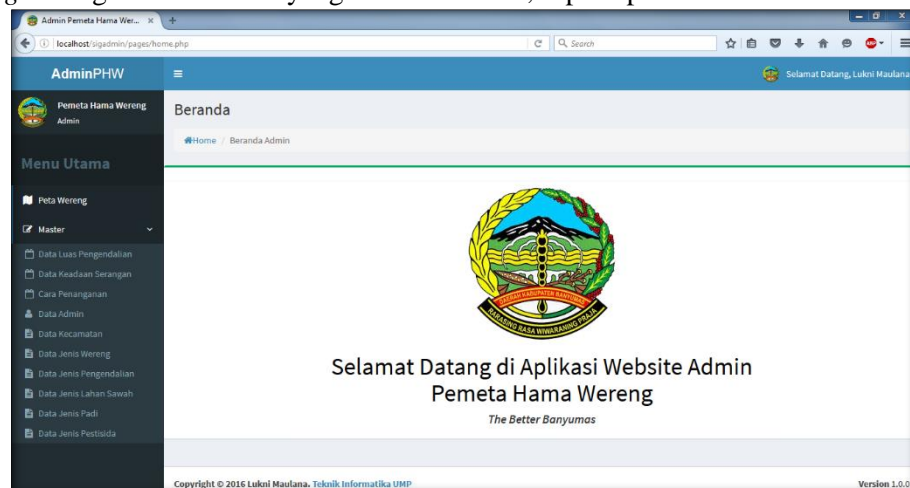 Admin Pemeta Hama Wer... × +
localhost/sigadmin/pages/home.php
Search
AdminPHW
Selamat Datang, Lukni Maulana
Pemeta Hama Wereng
Admin
Beranda
Home / Beranda Admin
Menu Utama
Peta Wereng
Master
Data Luas Pengendalian
Data Keadaan Serangan
Cara Penanganan
Data Admin
Data Kecamatan
Data Jenis Wereng
Data Jenis Pengendalian
Data Jenis Lahan Sawah
Data Jenis Padi
Data Jenis Pestisida
DAERAH KABUPATEN BANYUMAS
RARASING RASA WIWARANING PRAJA
Selamat Datang di Aplikasi Website Admin
Pemeta Hama Wereng
The Better Banyumas
Copyright © 2016 Lukni Maulana. Teknik Informatika UMP
Version 1.0.0